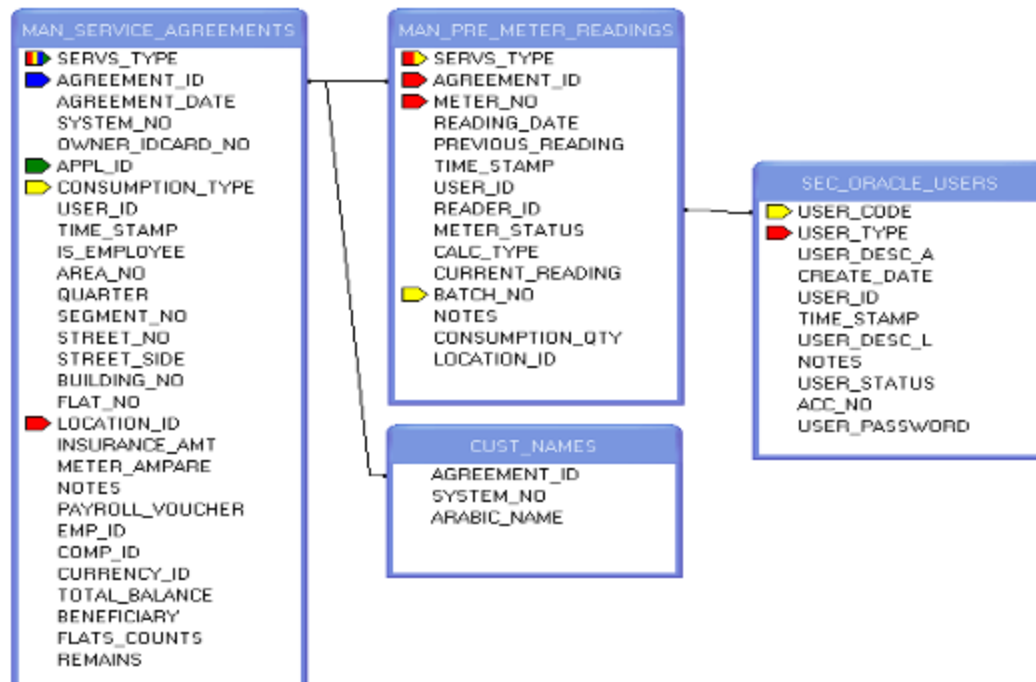 MAN_SERVICE_AGREEMENTS
SERVS_TYPE
AGREEMENT_ID
AGREEMENT_DATE
SYSTEM_NO
OWNER_IDCARD_NO
APPL_ID
CONSUMPTION_TYPE
USER_ID
TIME_STAMP
IS_EMPLOYEE
AREA_NO
QUARTER
SEGMENT_NO
STREET_NO
STREET_SIDE
BUILDING_NO
FLAT_NO
LOCATION_ID
INSURANCE_AMT
METER_AMPARE
NOTES
PAYROLL_VOUCHER
EMP_ID
COMP_ID
CURRENCY_ID
TOTAL_BALANCE
BENEFICIARY
FLATS_COUNTS
REMAINS
MAN_PRE_METER_READINGS
SERVS_TYPE
AGREEMENT_ID
METER_NO
READING_DATE
PREVIOUS_READING
TIME_STAMP
USER_ID
READER_ID
METER_STATUS
CALC_TYPE
CURRENT_READING
BATCH_NO
NOTES
CONSUMPTION_QTY
LOCATION_ID
CUST_NAMES
AGREEMENT_ID
SYSTEM_NO
ARABIC_NAME
SEC_ORACLE_USERS
USER_CODE
USER_TYPE
USER_DESC_A
CREATE_DATE
USER_ID
TIME_STAMP
USER_DESC_L
NOTES
USER_STATUS
ACC_NO
USER_PASSWORD